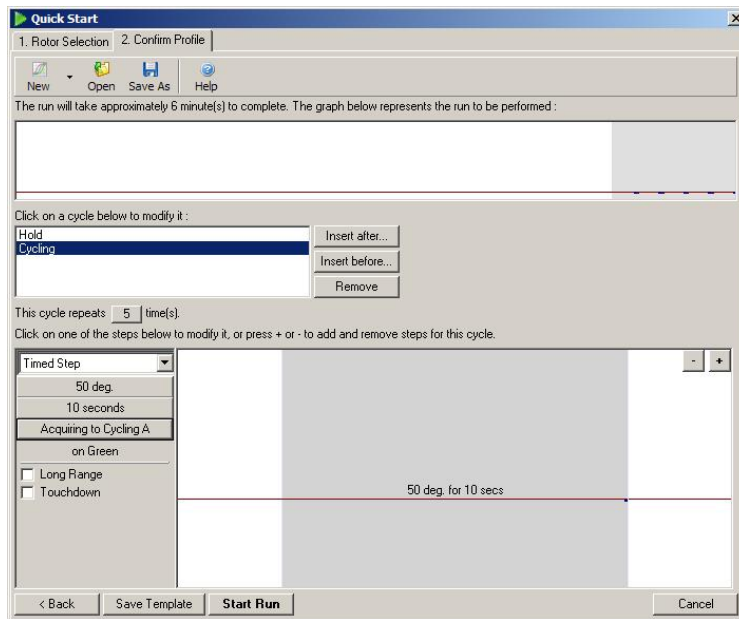 Quick Start
1. Rotor Selection 2. Confirm Profile
New Open Save As Help
The run will take approximately 6 minute(s) to complete. The graph below represents the run to be performed :
Click on a cycle below to modify it :
Hold
Cycling
Insert after...
Insert before...
Remove
This cycle repeats 5 time(s).
Click on one of the steps below to modify it, or press + or - to add and remove steps for this cycle.
Timed Step
- +
50 deg.
10 seconds
Acquiring to Cycling A
on Green
Long Range
Touchdown
50 deg. for 10 secs
< Back Save Template Start Run Cancel